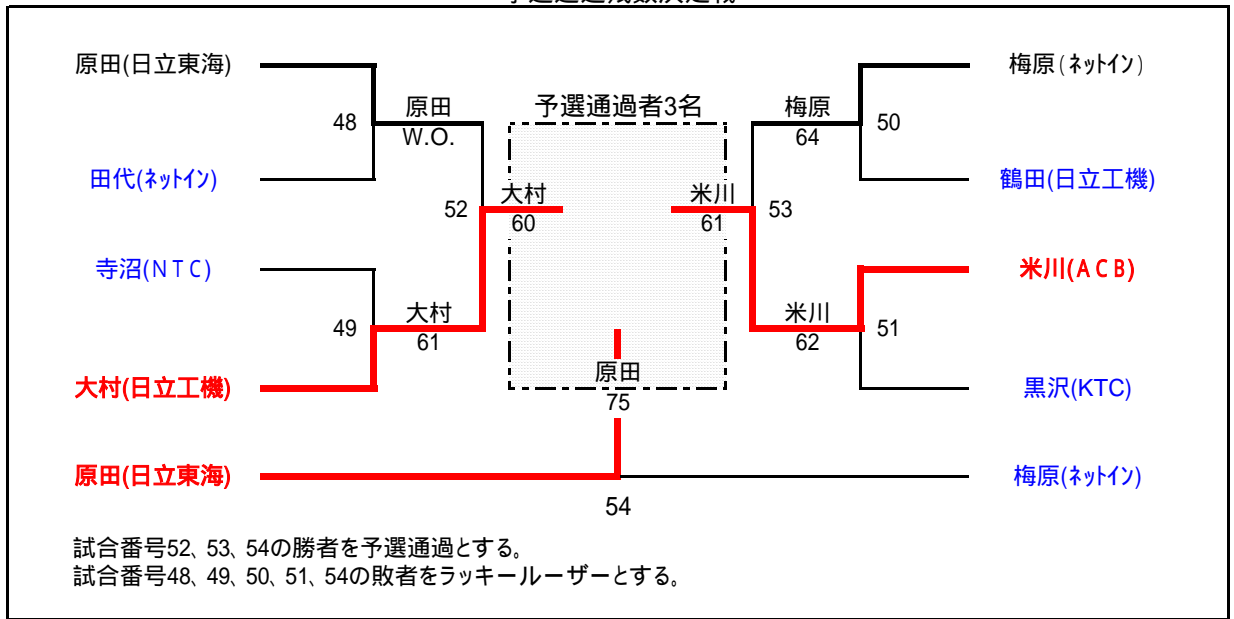 原田(日立東海)
梅原(ネットイン)
原田
予選通過者3名
梅原
48
W.O.
64
50
田代(ネットイン)
鶴田(日立工機)
大村
米川
52
60
61
53
寺沼(NTC)
米川(ACB)
大村
米川
49
61
62
51
原田
大村(日立工機)
黒沢(KTC)
75
原田(日立東海)
梅原(ネットイン)
54
試合番号52、53、54の勝者を予選通過とする。
試合番号48、49、50、51、54の敗者をラッキールーザーとする。